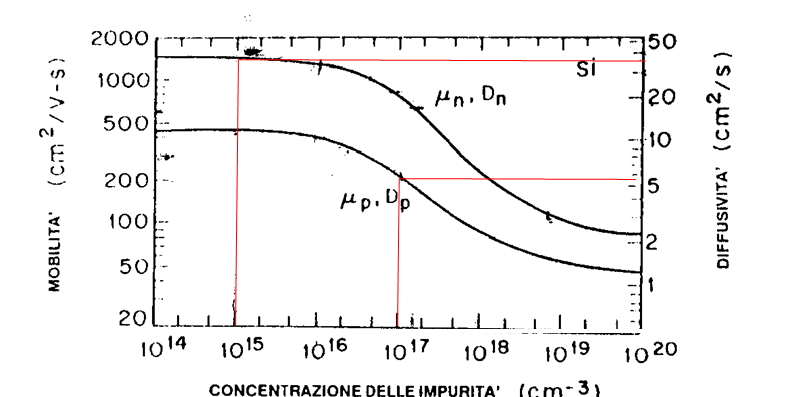 2000
1000
500
200
100
50
20
MOBILITA' (cm²/V-s)
50
20
10
5
2
1
DIFFUSIVITA' (cm²/s)
Si
μn, Dn
μp, Dp
10¹⁴ 10¹⁵ 10¹⁶ 10¹⁷ 10¹⁸ 10¹⁹ 10²⁰
CONCENTRAZIONE DELLE IMPURITA' (cm⁻³)